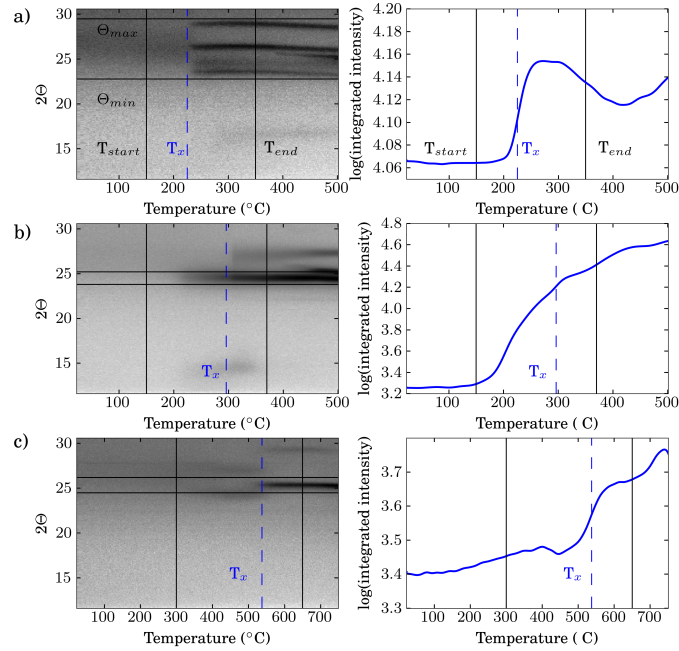 a)
30
25
20
15
2Θ
Θmax
Θmin
Tstart
Tx
Tend
100 200 300 400 500
Temperature (°C)
4.20
4.18
4.16
4.14
4.12
4.10
4.08
4.06
log(integrated intensity)
Tstart
Tx
Tend
100 200 300 400 500
Temperature ( C)
b)
30
25
20
15
2Θ
Tx
100 200 300 400 500
Temperature (°C)
4.8
4.6
4.4
4.2
4.0
3.8
3.6
3.4
3.2
log(integrated intensity)
Tx
100 200 300 400 500
Temperature ( C)
c)
30
25
20
15
2Θ
Tx
100 200 300 400 500 600 700
Temperature (°C)
3.7
3.6
3.5
3.4
3.3
log(integrated intensity)
Tx
100 200 300 400 500 600 700
Temperature ( C)